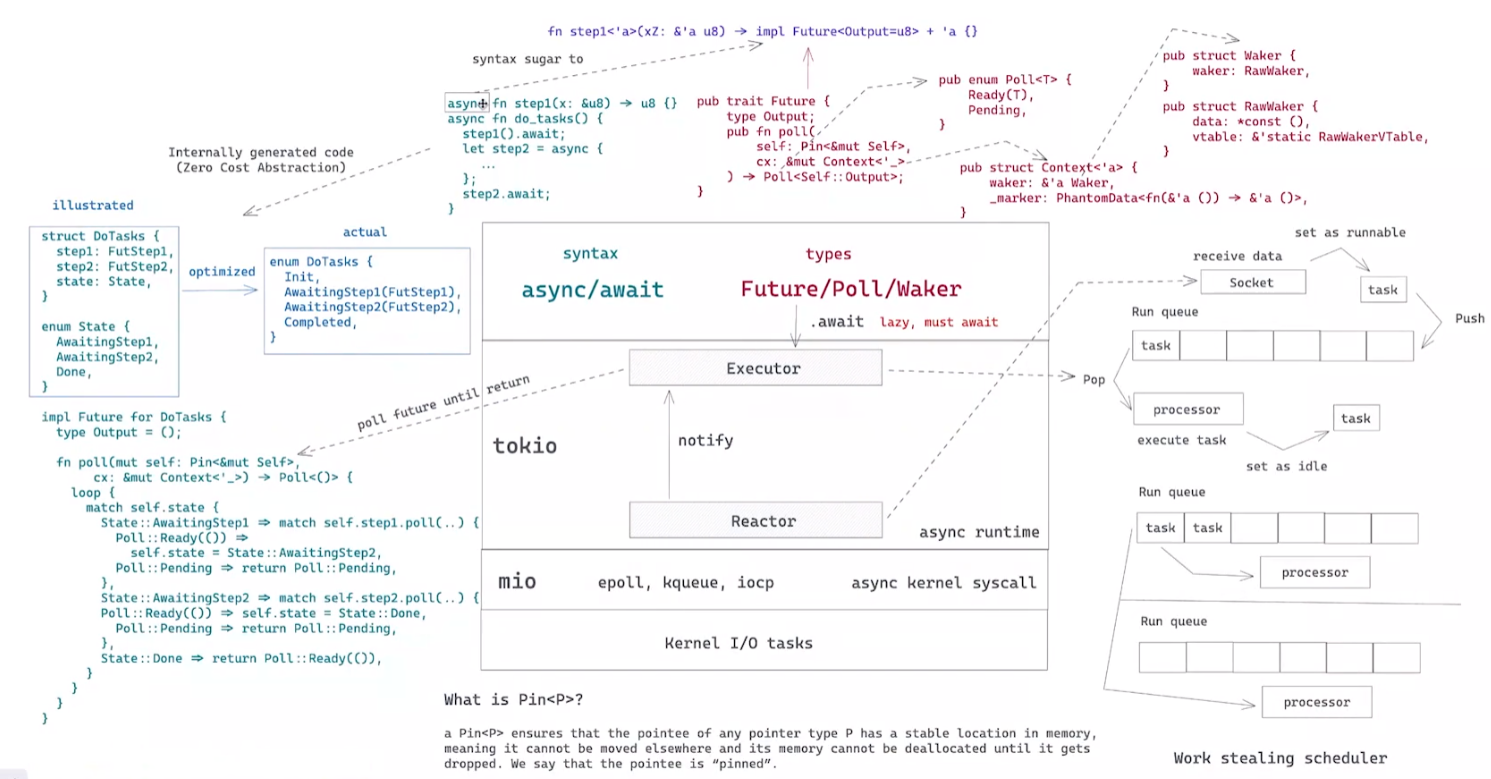 fn step1<'a>(xZ: &'a u8) → impl Future<Output=u8> + 'a {}
syntax sugar to
async fn step1(x: &u8) → u8 {}
async fn do_tasks() {
step1().await;
let step2 = async {
...
};
step2.await;
}
pub trait Future {
type Output;
pub fn poll(
self: Pin<&mut Self>,
cx: &mut Context<'_>
) → Poll<Self::Output>;
}
pub enum Poll<T> {
Ready(T),
Pending,
}
pub struct Waker {
waker: RawWaker,
}
pub struct RawWaker {
data: *const (),
vtable: &'static RawWakerVTable,
}
pub struct Context<'a> {
waker: &'a Waker,
_marker: PhantomData<fn(&'a ()) → &'a ()>,
}
Internally generated code
(Zero Cost Abstraction)
illustrated
struct DoTasks {
step1: FutStep1,
step2: FutStep2,
state: State,
}
enum State {
AwaitingStep1,
AwaitingStep2,
Done,
}
optimized
actual
enum DoTasks {
Init,
AwaitingStep1(FutStep1),
AwaitingStep2(FutStep2),
Completed,
}
impl Future for DoTasks {
type Output = ();
fn poll(mut self: Pin<&mut Self>,
cx: &mut Context<'_>) → Poll<()> {
loop {
match self.state {
State::AwaitingStep1 ⇒ match self.step1.poll(..) {
Poll::Ready(()) ⇒
self.state = State::AwaitingStep2,
Poll::Pending ⇒ return Poll::Pending,
},
State::AwaitingStep2 ⇒ match self.step2.poll(..) {
Poll::Ready(()) ⇒ self.state = State::Done,
Poll::Pending ⇒ return Poll::Pending,
},
State::Done ⇒ return Poll::Ready(()),
}
}
}
}
poll future until return
syntax
async/await
types
Future/Poll/Waker
.await lazy, must await
Executor
tokio
notify
Reactor
async runtime
mio epoll, kqueue, iocp async kernel syscall
Kernel I/O tasks
What is Pin<P>?
a Pin<P> ensures that the pointee of any pointer type P has a stable location in memory,
meaning it cannot be moved elsewhere and its memory cannot be deallocated until it gets
dropped. We say that the pointee is “pinned”.
set as runnable
receive data
Socket
task
Run queue
Push
task
Pop
processor
task
execute task
set as idle
Run queue
task task
processor
Run queue
processor
Work stealing scheduler